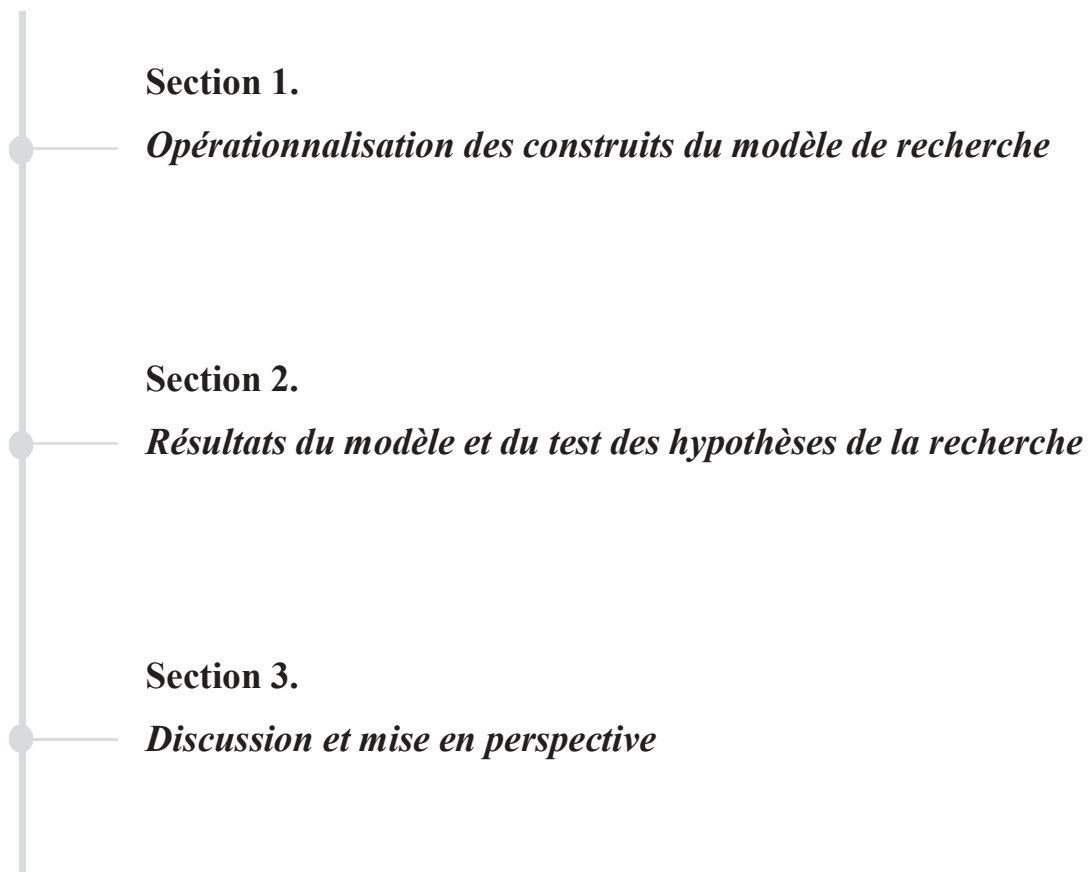 Section 1.
Opérationnalisation des construits du modèle de recherche
Section 2.
Résultats du modèle et du test des hypothèses de la recherche
Section 3.
Discussion et mise en perspective